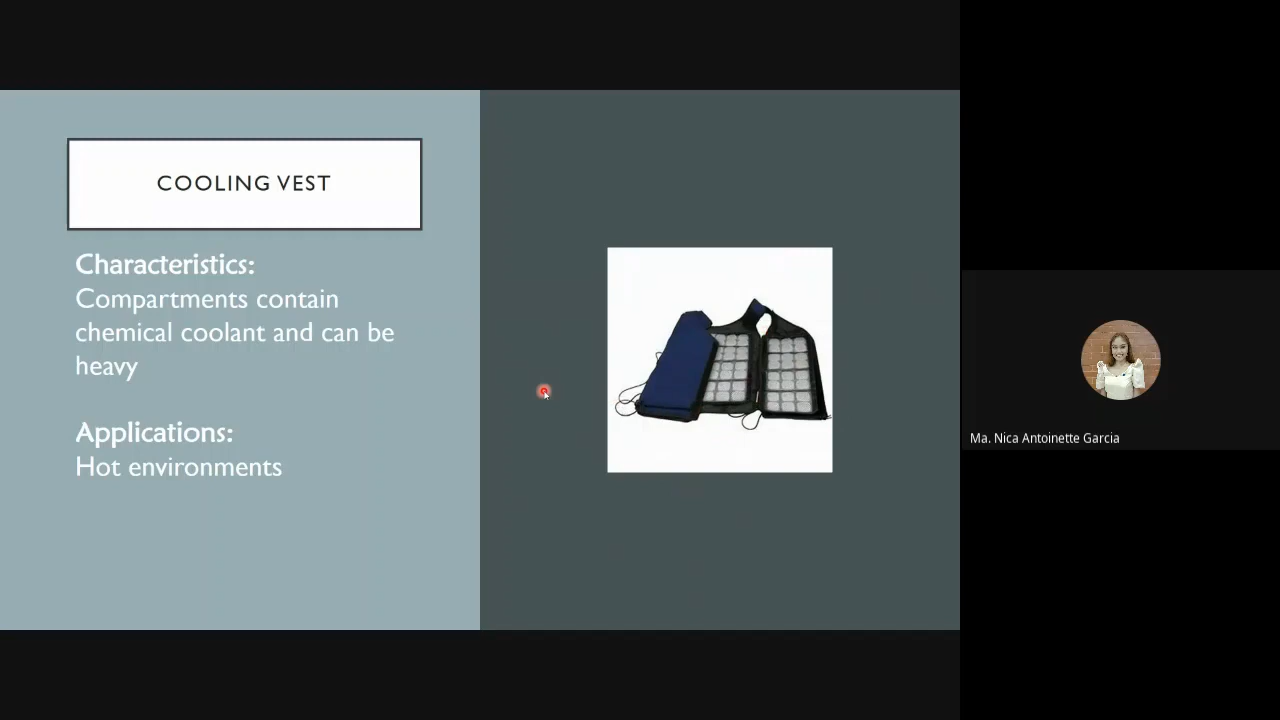 COOLING VEST
Characteristics:
Compartments contain
chemical coolant and can be
heavy
Applications:
Hot environments
Ma. Nica Antoinette Garcia